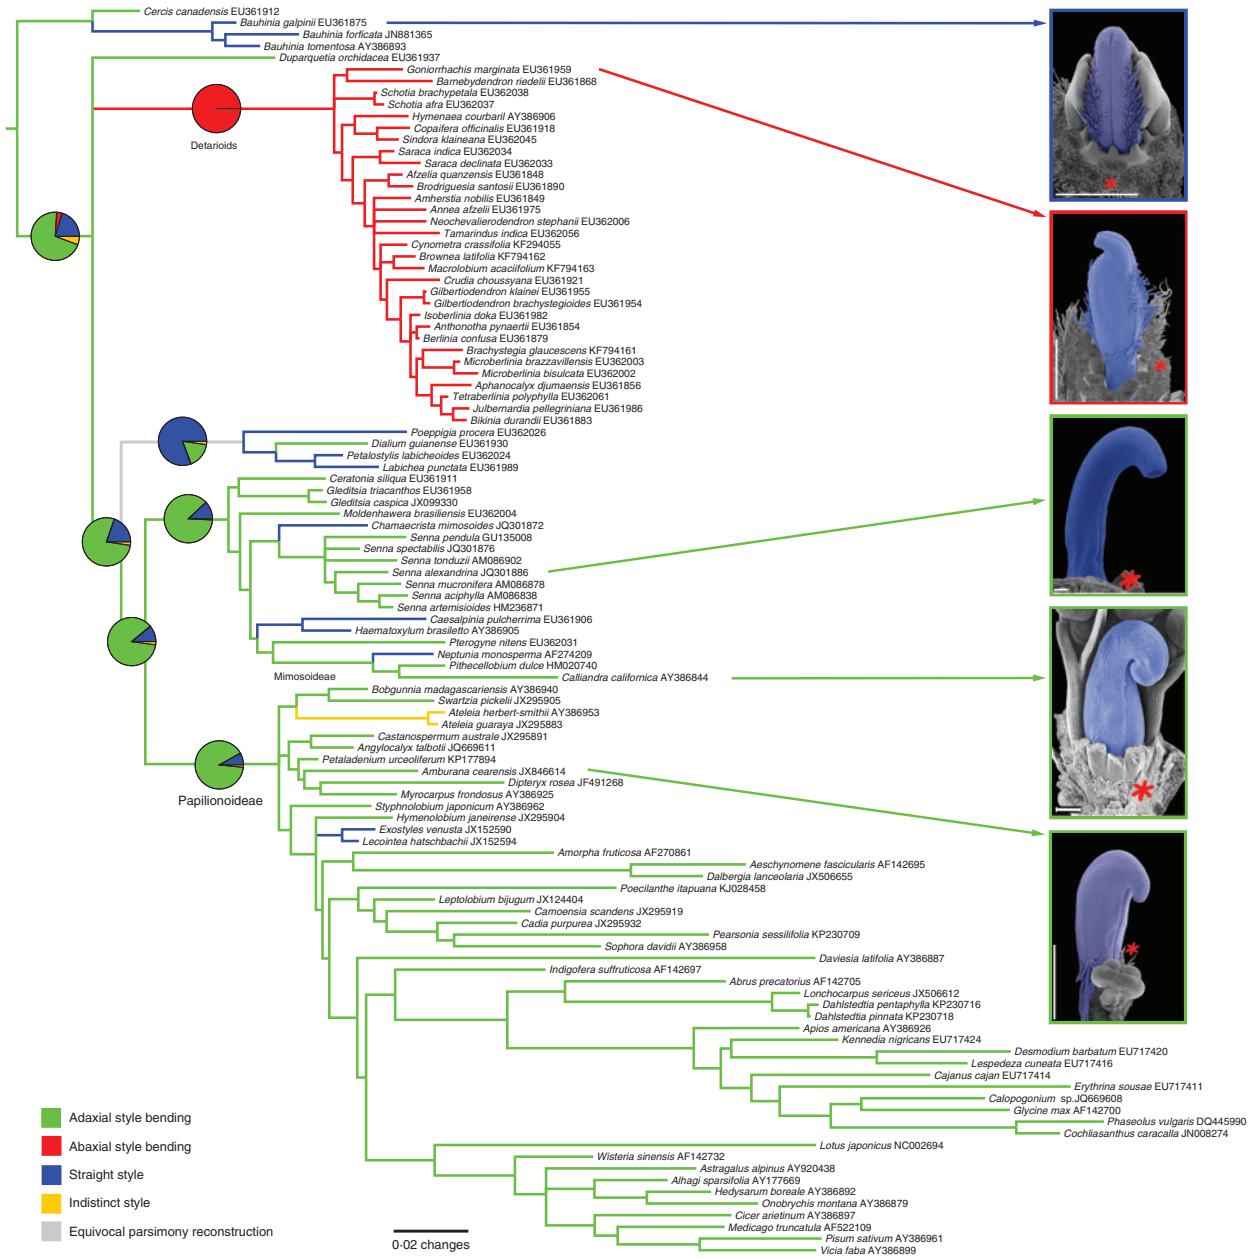 Cercis canadensis EU361912
Bauhinia galpinii EU361875
Bauhinia forficata JN881365
Bauhinia tomentosa AY386893
Duparquetia orchidacea EU361937
Goniorrhachis marginata EU361959
Barnebydendron riedelii EU361868
Schotia brachypetala EU362038
Schotia afra EU362037
Detarioids
Hymenaea courbaril AY386906
Copaifera officinalis EU361918
Sindora klaineana EU362045
Saraca indica EU362034
Saraca declinata EU362033
Afzelia quanzensis EU361848
Brodriguesia santosii EU361890
Amherstia nobilis EU361849
Annea afzelii EU361975
Neochevalierodendron stephanii EU362006
Tamarindus indica EU362056
Cynometra crassifolia KF294055
Brownea latifolia KF794162
Macrolobium acaciifolium KF794163
Crudia choussyana EU361921
Gilbertiodendron klainei EU361955
Gilbertiodendron brachystegioides EU361954
Isoberlinia doka EU361982
Anthonotha pynaertii EU361854
Berlinia confusa EU361879
Brachystegia glaucescens KF794161
Microberlinia brazzavillensis EU362003
Microberlinia bisulcata EU362002
Aphanocalyx djumaensis EU361856
Tetraberlinia polyphylla EU362061
Julbernardia pellegriniana EU361986
Bikinia durandii EU361883
Poeppigia procera EU362026
Dialium guianense EU361930
Petalostylis labicheoides EU362024
Labichea punctata EU361989
Ceratonia siliqua EU361911
Gleditsia triacanthos EU361958
Gleditsia caspica JX099330
Moldenhawera brasiliensis EU362004
Chamaecrista mimosoides JQ301872
Senna pendula GU135008
Senna spectabilis JQ301876
Senna tonduzii AM086902
Senna alexandrina JQ301886
Senna mucronifera AM086878
Senna aciphylla AM086838
Senna artemisioides HM236871
Caesalpinia pulcherrima EU361906
Haematoxylum brasiletto AY386905
Pterogyne nitens EU362031
Neptunia monosperma AF274209
Pithecellobium dulce HM020740
Calliandra californica AY386844
Mimosoideae
Bobgunnia madagascariensis AY386940
Swartzia pickelii JX295905
Ateleia herbert-smithii AY386953
Ateleia guaraya JX295883
Castanospermum australe JX295891
Angylocalyx talbotii JQ669611
Petaladenium urceoliferum KP177894
Amburana cearensis JX846614
Dipteryx rosea JF491268
Myrocarpus frondosus AY386925
Papilionoideae
Styphnolobium japonicum AY386962
Hymenolobium janeirense JX295904
Exostyles venusta JX152590
Lecointea hatschbachii JX152594
Amorpha fruticosa AF270861
Aeschynomene fascicularis AF142695
Dalbergia lanceolaria JX506655
Poecilanthe itapuana KJ028458
Leptolobium bijugum JX124404
Camoensia scandens JX295919
Cadia purpurea JX295932
Pearsonia sessilifolia KP230709
Sophora davidii AY386958
Daviesia latifolia AY386887
Indigofera suffruticosa AF142697
Abrus precatorius AF142705
Lonchocarpus sericeus JX506612
Dahlstedtia pentaphylla KP230716
Dahlstedtia pinnata KP230718
Apios americana AY386926
Kennedia nigricans EU717424
Desmodium barbatum EU717420
Lespedeza cuneata EU717416
Cajanus cajan EU717414
Erythrina sousae EU717411
Calopogonium sp.JQ669608
Glycine max AF142700
Phaseolus vulgaris DQ445990
Cochliasanthus caracalla JN008274
Lotus japonicus NC002694
Wisteria sinensis AF142732
Astragalus alpinus AY920438
Alhagi sparsifolia AY177669
Hedysarum boreale AY386892
Onobrychis montana AY386879
Cicer arietinum AY386897
Medicago truncatula AF522109
Pisum sativum AY386961
Vicia faba AY386899
Adaxial style bending
Abaxial style bending
Straight style
Indistinct style
Equivocal parsimony reconstruction
0·02 changes